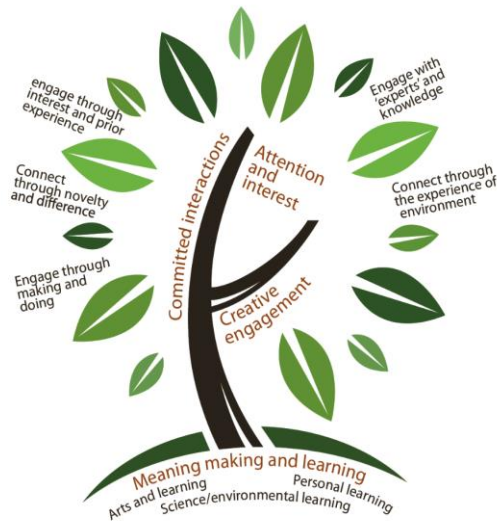 engage through
interest and prior
experience
Connect
through novelty
and difference
Engage through
making and
doing
Committed interactions
Attention
and
interest
Creative
engagement
Engage with
'experts' and
knowledge
Connect through
the experience of
environment
Meaning making and learning
Arts and learning
Science/environmental learning
Personal learning